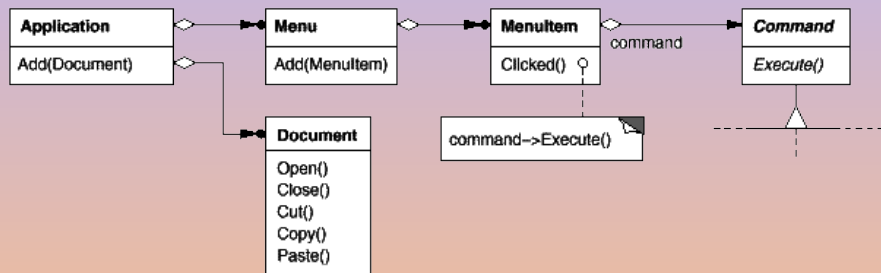 Application
Add(Document)
Menu
Add(MenuItem)
MenuItem
Clicked()
command
Command
Execute()
command->Execute()
Document
Open()
Close()
Cut()
Copy()
Paste()